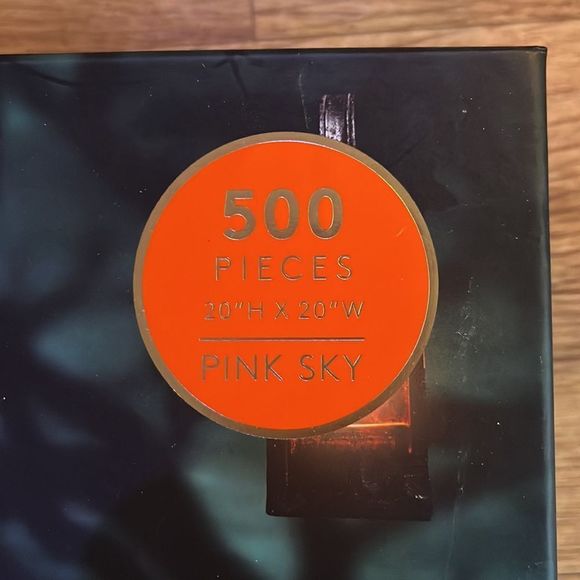 500
PIECES
20"H X 20"W
PINK SKY